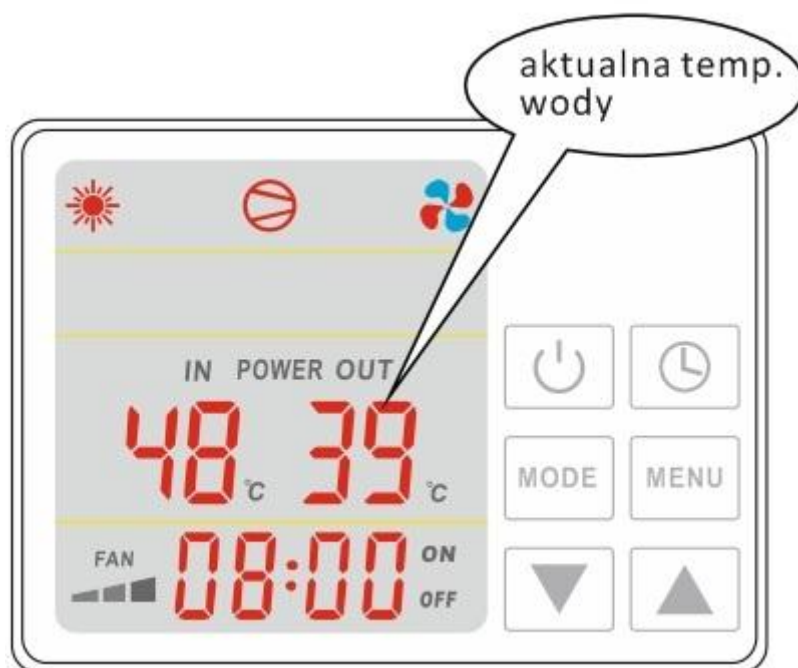 aktualna temp.
wody
IN POWER OUT
48 °C 39 °C
FAN 08:00 ON
OFF
MODE MENU